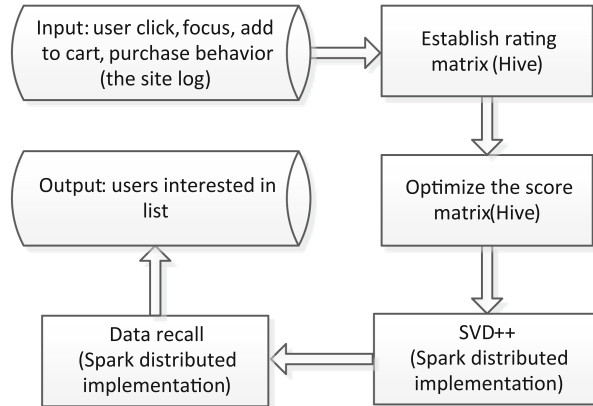 Input: user click, focus, add
to cart, purchase behavior
(the site log)
Establish rating
matrix (Hive)
Optimize the score
matrix(Hive)
SVD++
(Spark distributed
implementation)
Data recall
(Spark distributed
implementation)
Output: users interested in
list